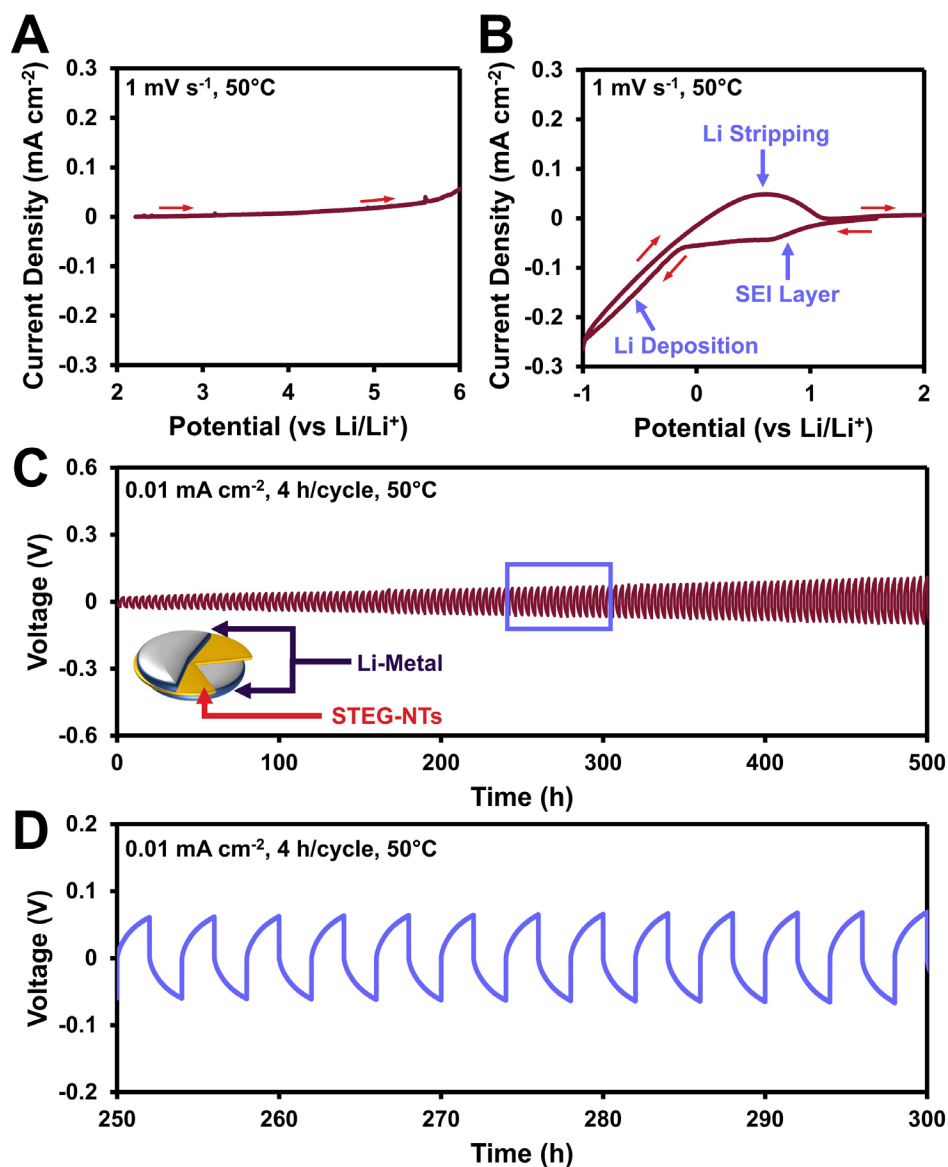 A
1 mV s⁻¹, 50°C
0.3
0.2
0.1
0
-0.1
-0.2
-0.3
Current Density (mA cm⁻²)
2 3 4 5 6
Potential (vs Li/Li⁺)
B
1 mV s⁻¹, 50°C
0.3
0.2
0.1
0
-0.1
-0.2
-0.3
Current Density (mA cm⁻²)
Li Stripping
SEI Layer
Li Deposition
-1 0 1 2
Potential (vs Li/Li⁺)
C
0.01 mA cm⁻², 4 h/cycle, 50°C
0.6
0.3
0
-0.3
-0.6
Voltage (V)
Li-Metal
STEG-NTs
0 100 200 300 400 500
Time (h)
D
0.01 mA cm⁻², 4 h/cycle, 50°C
0.2
0.1
0
-0.1
-0.2
Voltage (V)
250 260 270 280 290 300
Time (h)